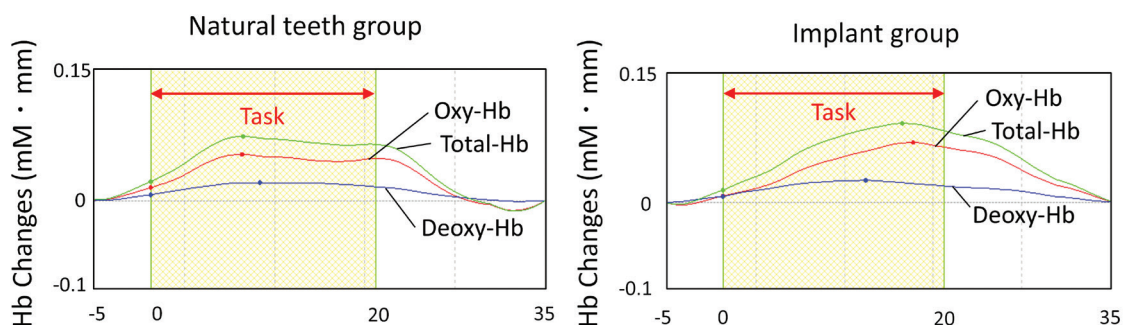 Natural teeth group
Hb Changes (mM・mm)
0.15
0
-0.1
Task
Oxy-Hb
Total-Hb
Deoxy-Hb
-5
0
20
35
Implant group
Hb Changes (mM・mm)
0.15
0
-0.1
Task
Oxy-Hb
Total-Hb
Deoxy-Hb
-5
0
20
35